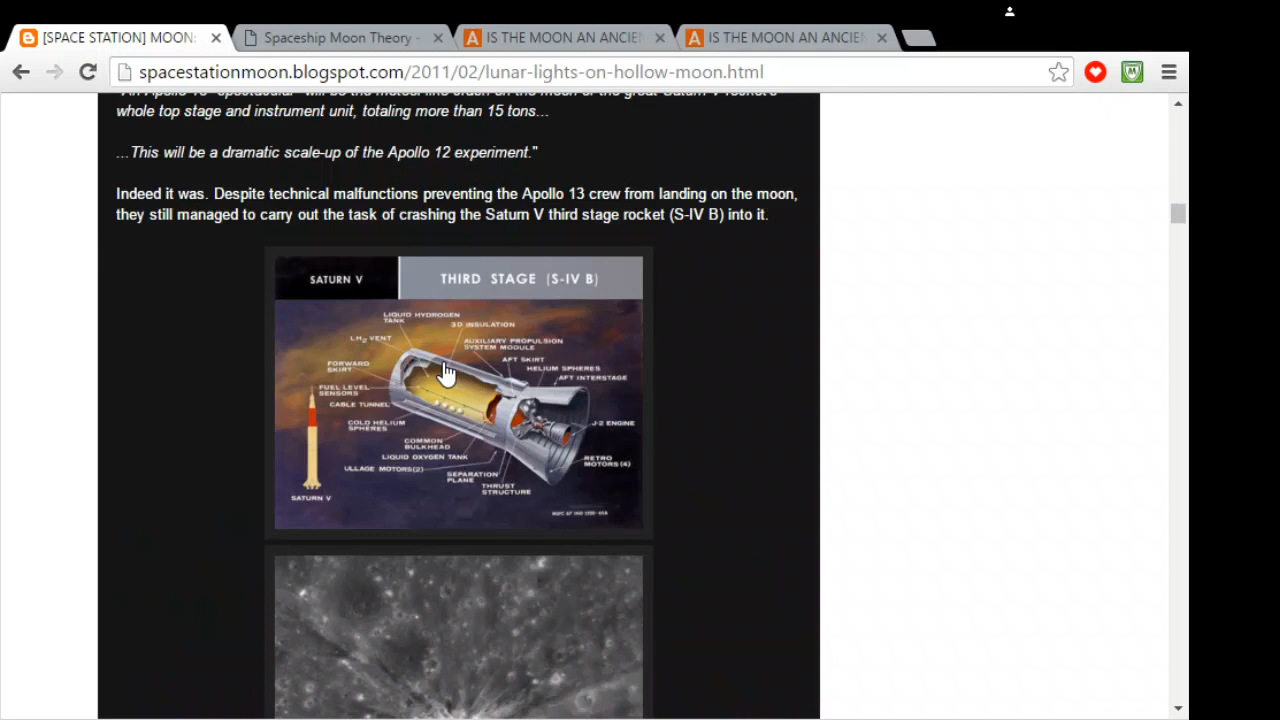 [SPACE STATION] MOON:
Spaceship Moon Theory -
IS THE MOON AN ANCIEN
IS THE MOON AN ANCIEN
spacestationmoon.blogspot.com/2011/02/lunar-lights-on-hollow-moon.html
whole top stage and instrument unit, totaling more than 15 tons...
...This will be a dramatic scale-up of the Apollo 12 experiment."
Indeed it was. Despite technical malfunctions preventing the Apollo 13 crew from landing on the moon,
they still managed to carry out the task of crashing the Saturn V third stage rocket (S-IV B) into it.
SATURN V
THIRD STAGE (S-IV B)
LIQUID HYDROGEN
TANK
3D INSULATION
LH2 VENT
AUXILIARY PROPULSION
SYSTEM MODULE
FORWARD
SKIRT
AFT SKIRT
HELIUM SPHERES
AFT INTERSTAGE
FUEL LEVEL
SENSORS
CABLE TUNNEL
COLD HELIUM
SPHERES
J-2 ENGINE
COMMON
BULKHEAD
LIQUID OXYGEN TANK
ULLAGE MOTORS(2)
RETRO
MOTORS (4)
SEPARATION
PLANE
THRUST
STRUCTURE
SATURN V